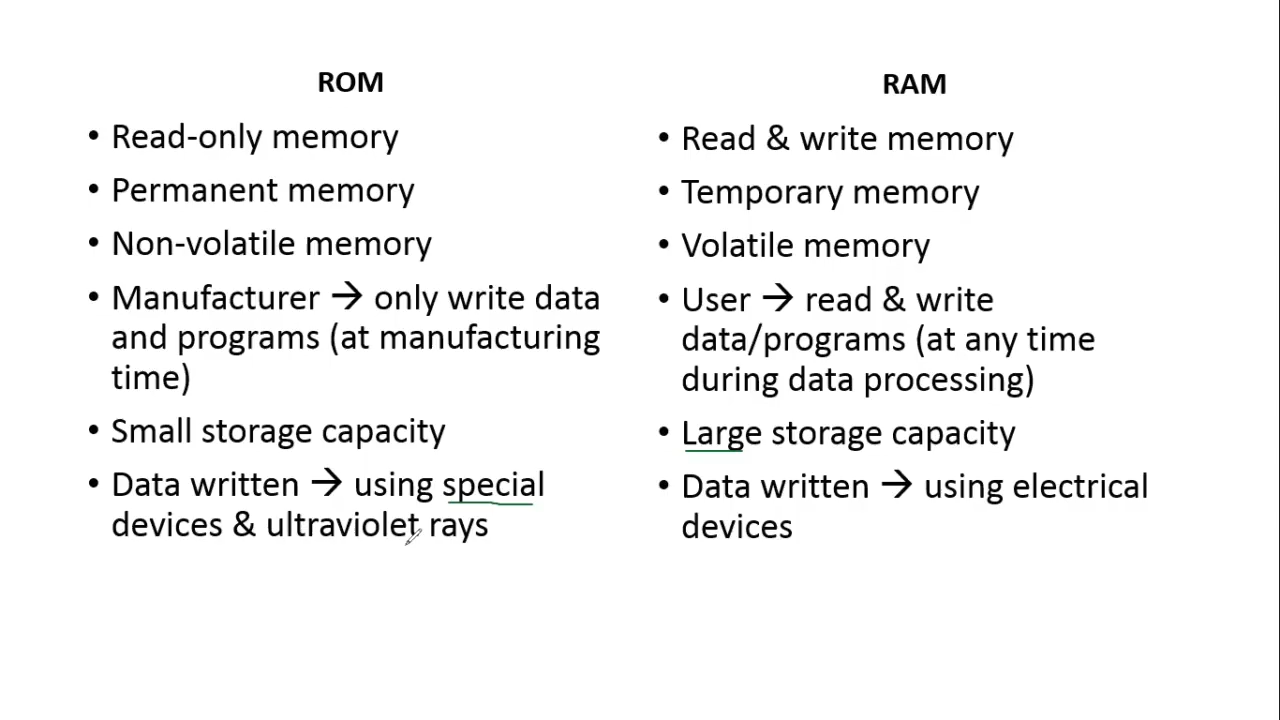 ROM
• Read-only memory
• Permanent memory
• Non-volatile memory
• Manufacturer → only write data
and programs (at manufacturing
time)
• Small storage capacity
• Data written → using special
devices & ultraviolet rays
RAM
• Read & write memory
• Temporary memory
• Volatile memory
• User → read & write
data/programs (at any time
during data processing)
• Large storage capacity
• Data written → using electrical
devices